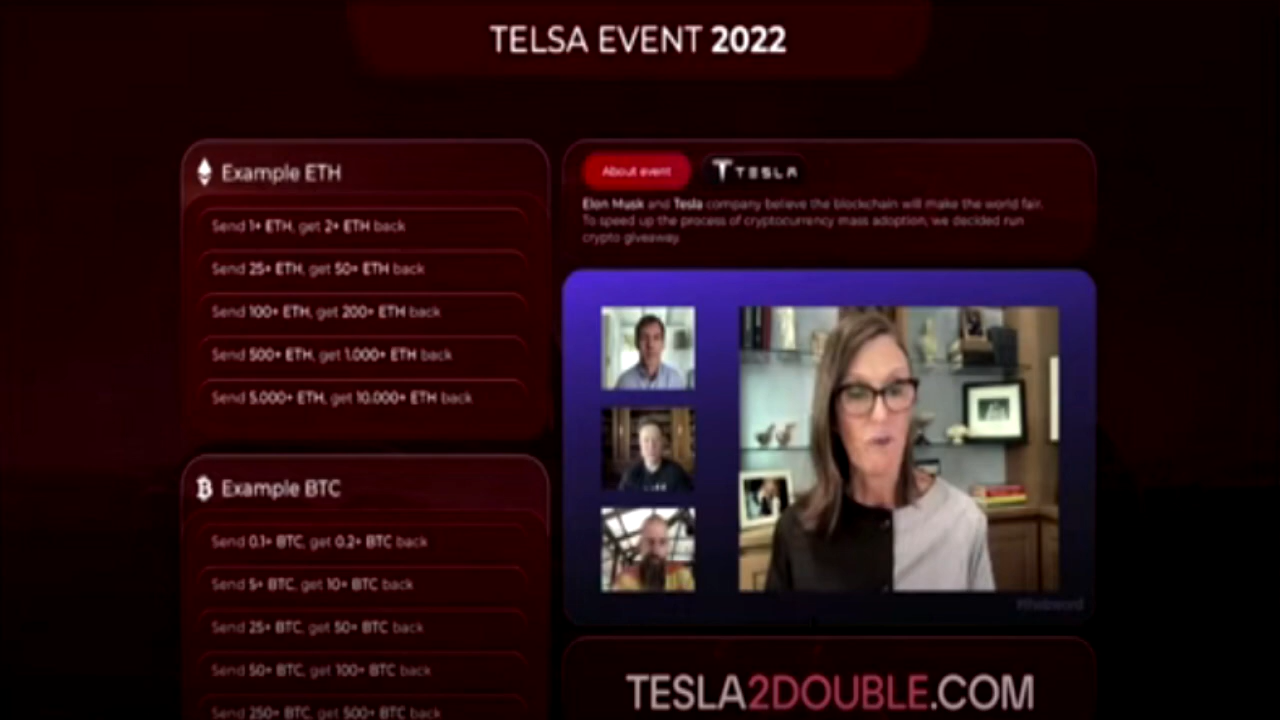 TELSA EVENT 2022
Example ETH
Send 1+ ETH, get 2+ ETH back
Send 25+ ETH, get 50+ ETH back
Send 100+ ETH, get 200+ ETH back
Send 500+ ETH, get 1.000+ ETH back
Send 5.000+ ETH, get 10.000+ ETH back
Example BTC
Send 0.1+ BTC, get 0.2+ BTC back
Send 5+ BTC, get 10+ BTC back
Send 25+ BTC, get 50+ BTC back
Send 50+ BTC, get 100+ BTC back
Send 250+ BTC, get 500+ BTC back
About event
TESLA
Elon Musk and Tesla company believe the blockchain will make the world fair.
To speed up the process of cryptocurrency mass adoption, we decided run
crypto giveaway.
TESLA2DOUBLE.COM